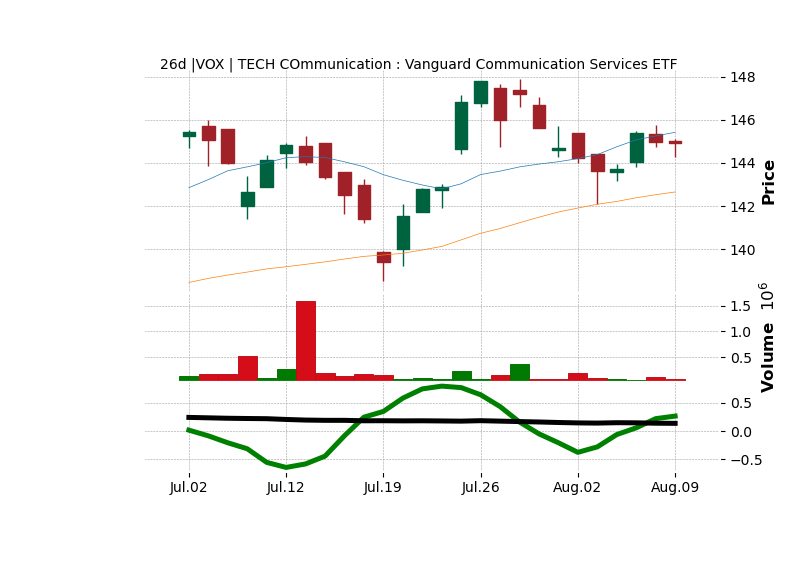 26d |VOX | TECH COmmunication : Vanguard Communication Services ETF
148
146
144
142
140
Price
1.5
1.0
0.5
Volume 10^6
0.5
0.0
−0.5
Jul.02 Jul.12 Jul.19 Jul.26 Aug.02 Aug.09